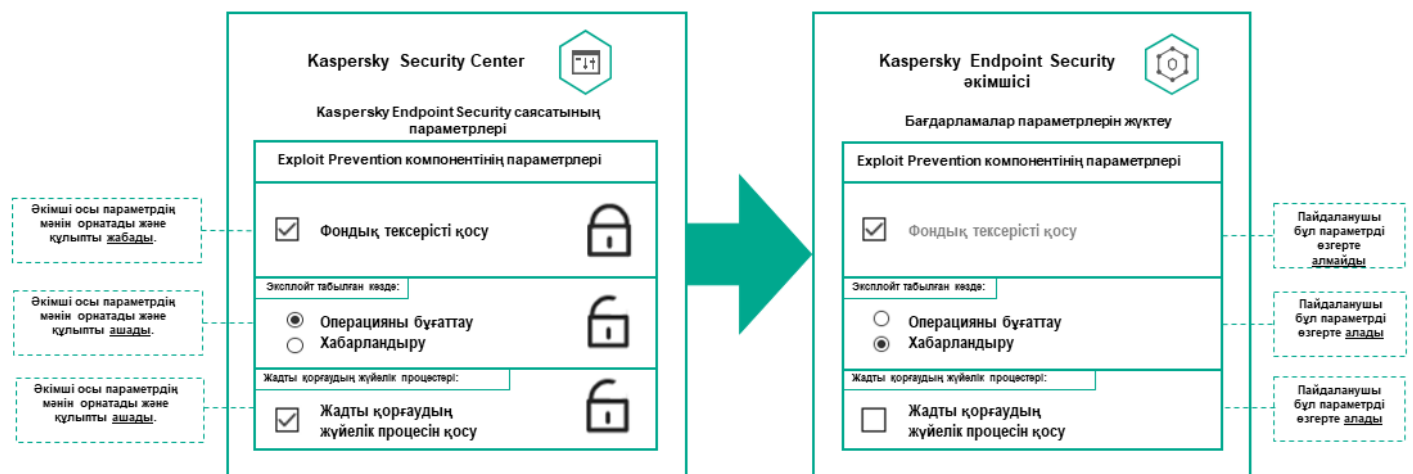 Kaspersky Security Center
Kaspersky Endpoint Security саясатының
параметрлері
Exploit Prevention компонентінің параметрлері
Әкімші осы параметрдің
мәнін орнатады және
құлыпты жабады.
Фондық тексерісті қосу
Эксплойт табылған кезде:
Әкімші осы параметрдің
мәнін орнатады және
құлыпты ашады.
Операцияны бұғаттау
Хабарландыру
Жадты қорғаудың жүйелік процестері:
Әкімші осы параметрдің
мәнін орнатады және
құлыпты ашады.
Жадты қорғаудың
жүйелік процесін қосу
Kaspersky Endpoint Security
әкімшісі
Бағдарламалар параметрлерін жүктеу
Exploit Prevention компонентінің параметрлері
Фондық тексерісті қосу
Пайдаланушы
бұл параметрді
өзгерте
алмайды
Эксплойт табылған кезде:
Операцияны бұғаттау
Хабарландыру
Пайдаланушы
бұл параметрді
өзгерте алады
Жадты қорғаудың жүйелік процестері:
Жадты қорғаудың
жүйелік процесін қосу
Пайдаланушы
бұл параметрді
өзгерте алады